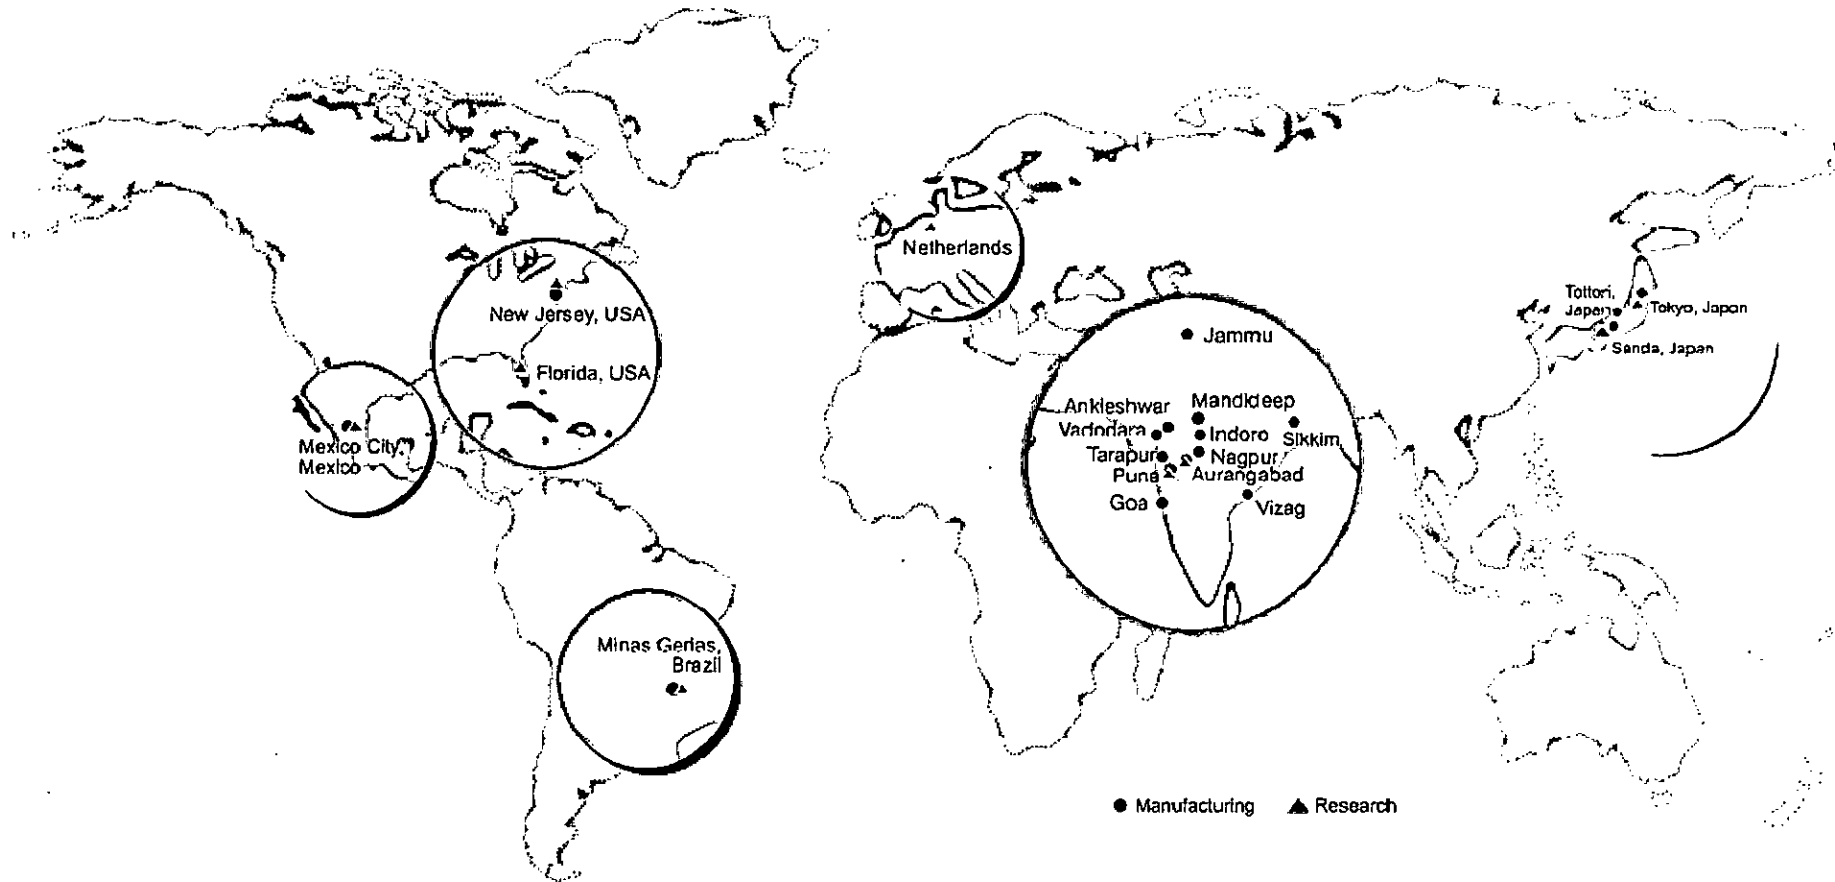 Netherlands
New Jersey, USA
Florida, USA
Mexico City,
Mexico
Minas Gerias,
Brazil
Jammu
Ankleshwar
Mandideep
Vadodara
Indoro
Sikkim
Tarapur
Nagpur
Pune
Aurangabad
Goa
Vizag
Tottori,
Japan
Tokyo, Japan
Sanda, Japan
Manufacturing
Research